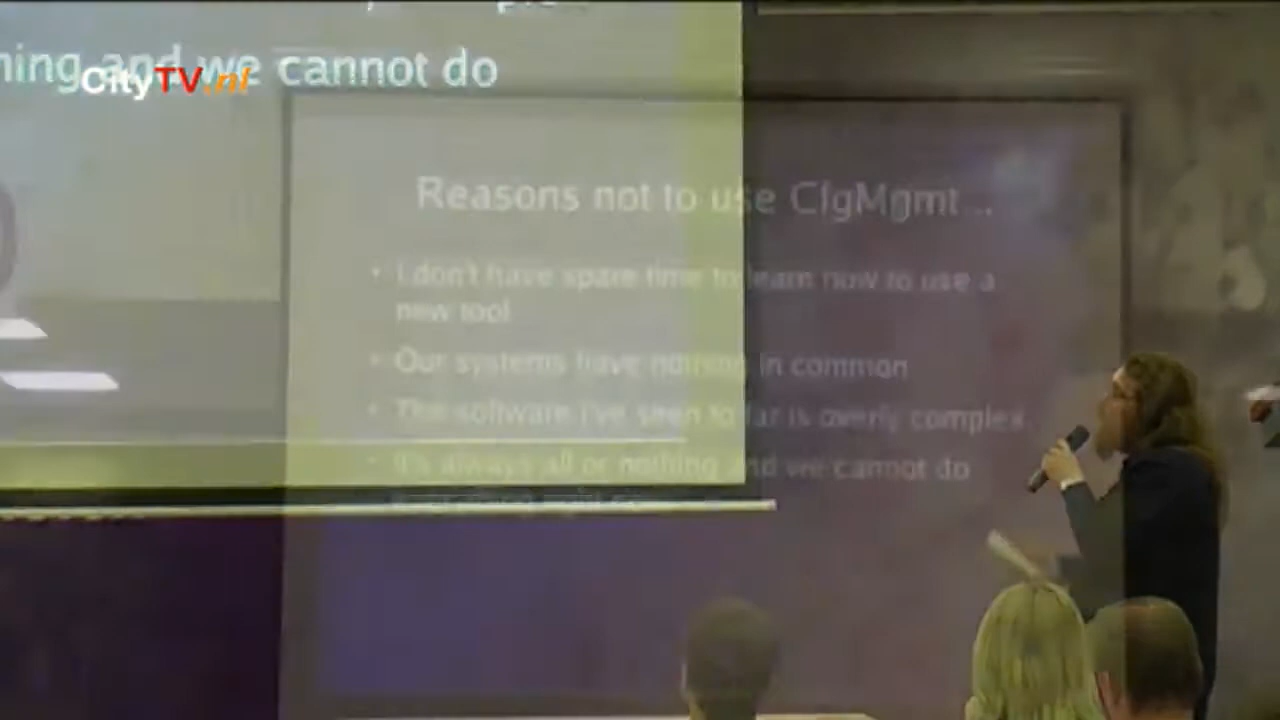 ning and we cannot do
CityTV.nl
Reasons not to use CfgMgmt...
• I don't have spare time to learn how to use a
new tool
• Our systems have nothing in common
• The software I've seen so far is overly complex
• It's always all or nothing and we cannot do